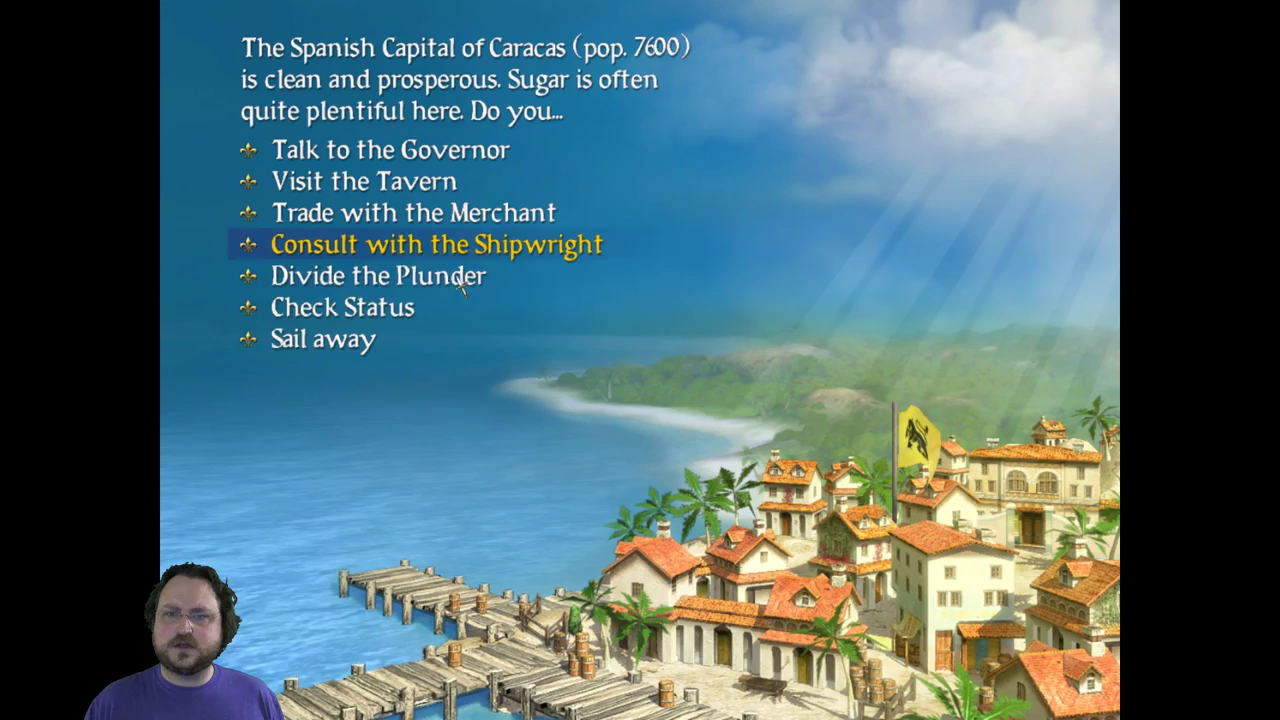 The Spanish Capital of Caracas (pop. 7600)
is clean and prosperous. Sugar is often
quite plentiful here. Do you...
Talk to the Governor
Visit the Tavern
Trade with the Merchant
Consult with the Shipwright
Divide the Plunder
Check Status
Sail away